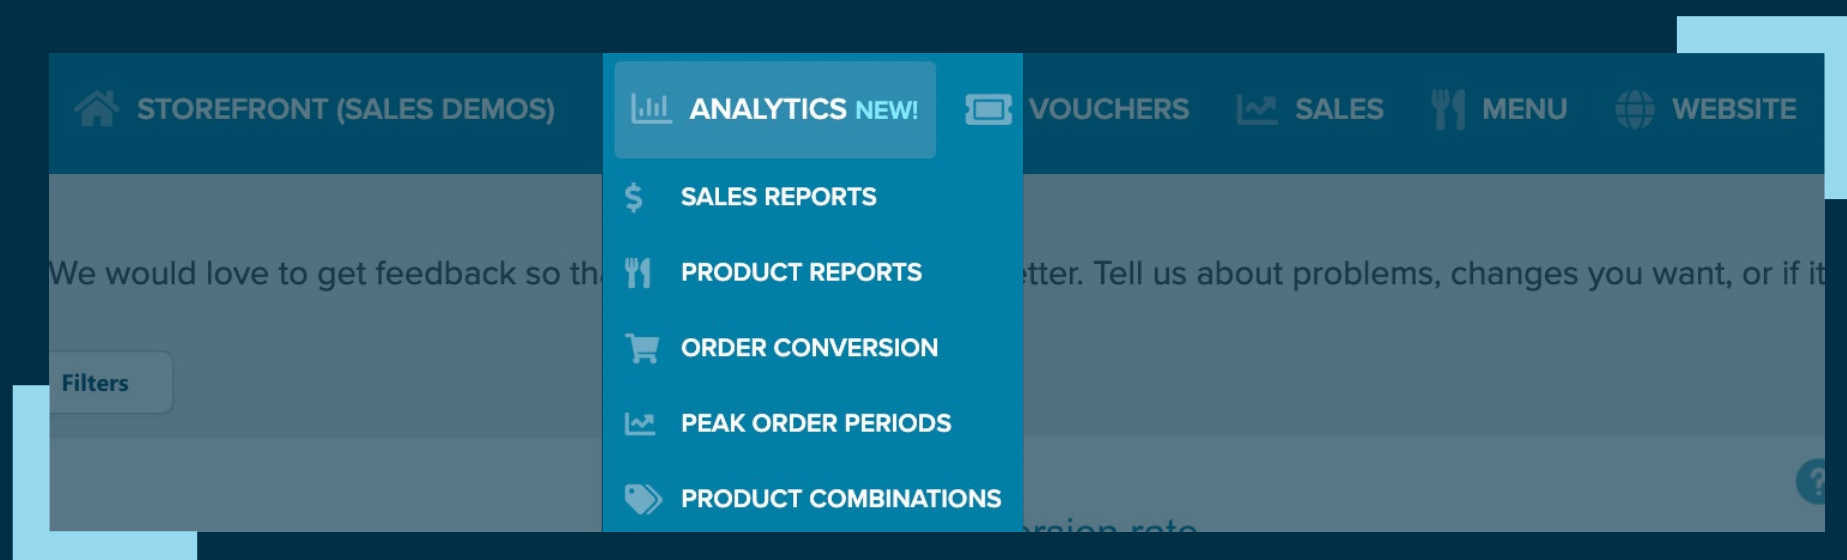 STOREFRONT (SALES DEMOS) ANALYTICS NEW! VOUCHERS SALES MENU WEBSITE
SALES REPORTS
We would love to get feedback so etter. Tell us about problems, changes you want, or if it
PRODUCT REPORTS
ORDER CONVERSION
Filters
PEAK ORDER PERIODS
PRODUCT COMBINATIONS
rate